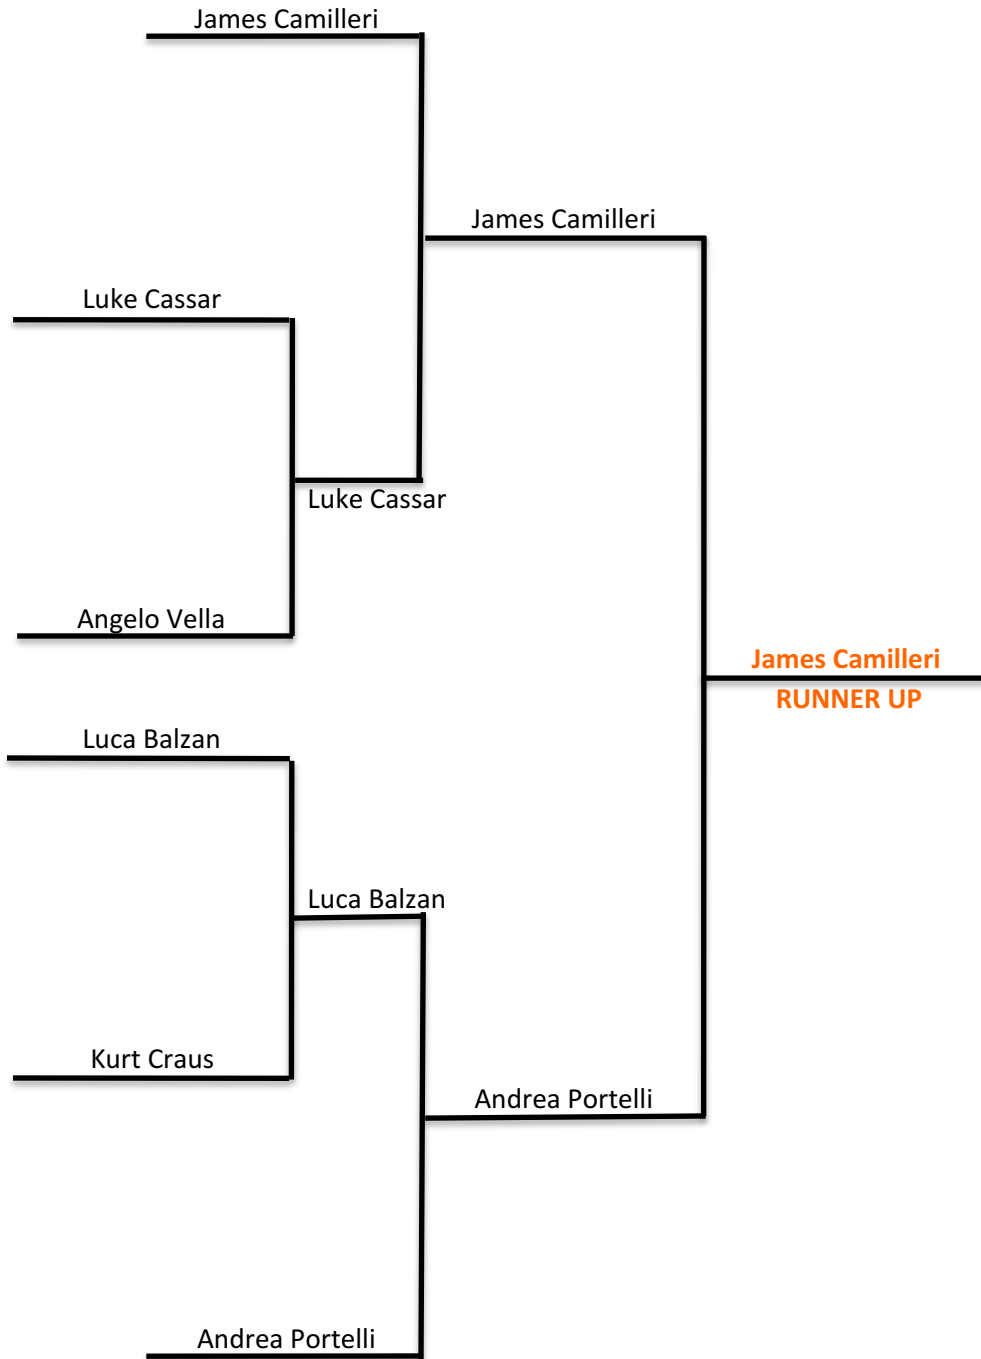 James Camilleri
James Camilleri
Luke Cassar
Luke Cassar
Angelo Vella
James Camilleri
RUNNER UP
Luca Balzan
Luca Balzan
Kurt Craus
Andrea Portelli
Andrea Portelli